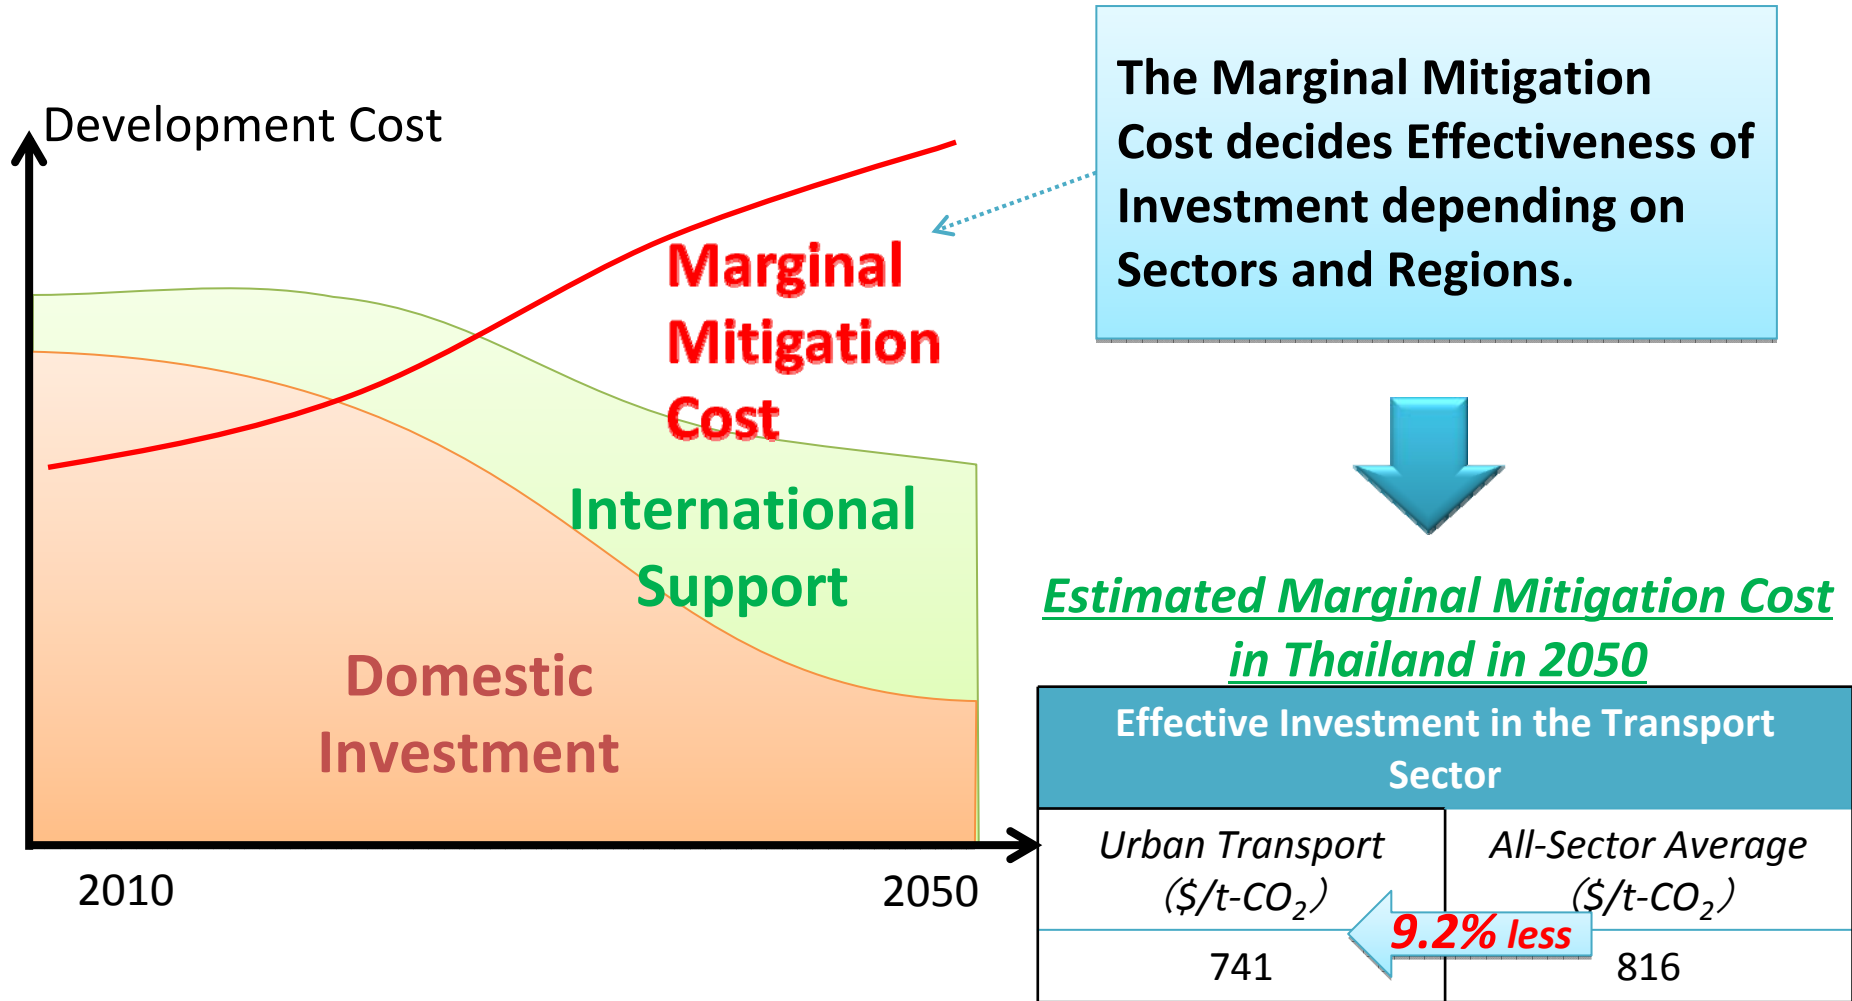 Development Cost
The Marginal Mitigation
Cost decides Effectiveness of
Investment depending on
Sectors and Regions.
Marginal
Mitigation
Cost
International
Support
Domestic
Investment
2010
2050
Estimated Marginal Mitigation Cost
in Thailand in 2050
Effective Investment in the Transport
Sector
Urban Transport
($/t-CO₂)
All-Sector Average
($/t-CO₂)
9.2% less
741
816